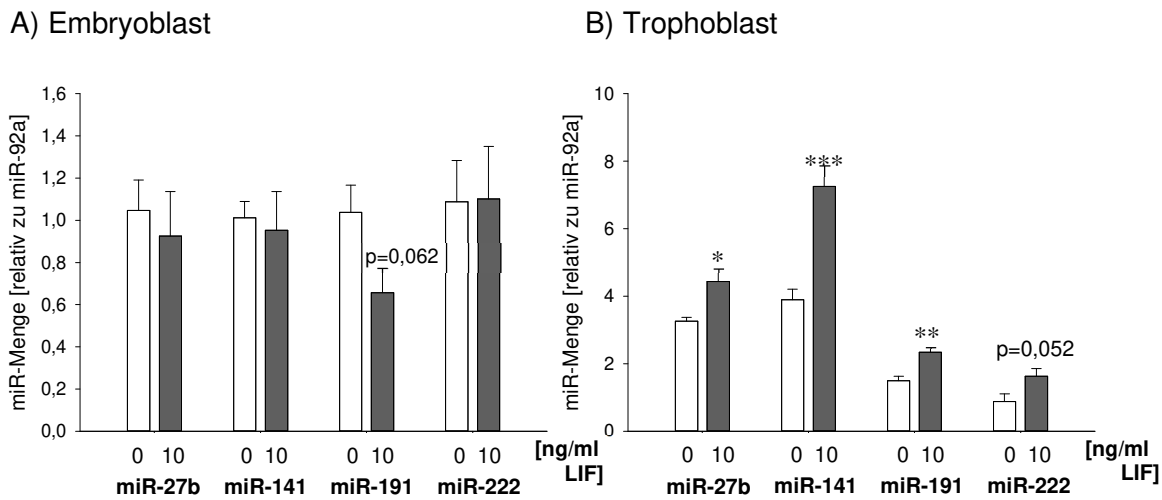 A) Embryoblast
miR-Menge [relativ zu miR-92a]
1,6
1,4
1,2
1,0
0,8
0,6
0,4
0,2
0,0
p=0,062
0 10 0 10 0 10 0 10 [ng/ml
LIF]
miR-27b miR-141 miR-191 miR-222
B) Trophoblast
miR-Menge [relativ zu miR-92a]
10
8
6
4
2
0
*
***
**
p=0,052
0 10 0 10 0 10 0 10 [ng/ml
LIF]
miR-27b miR-141 miR-191 miR-222